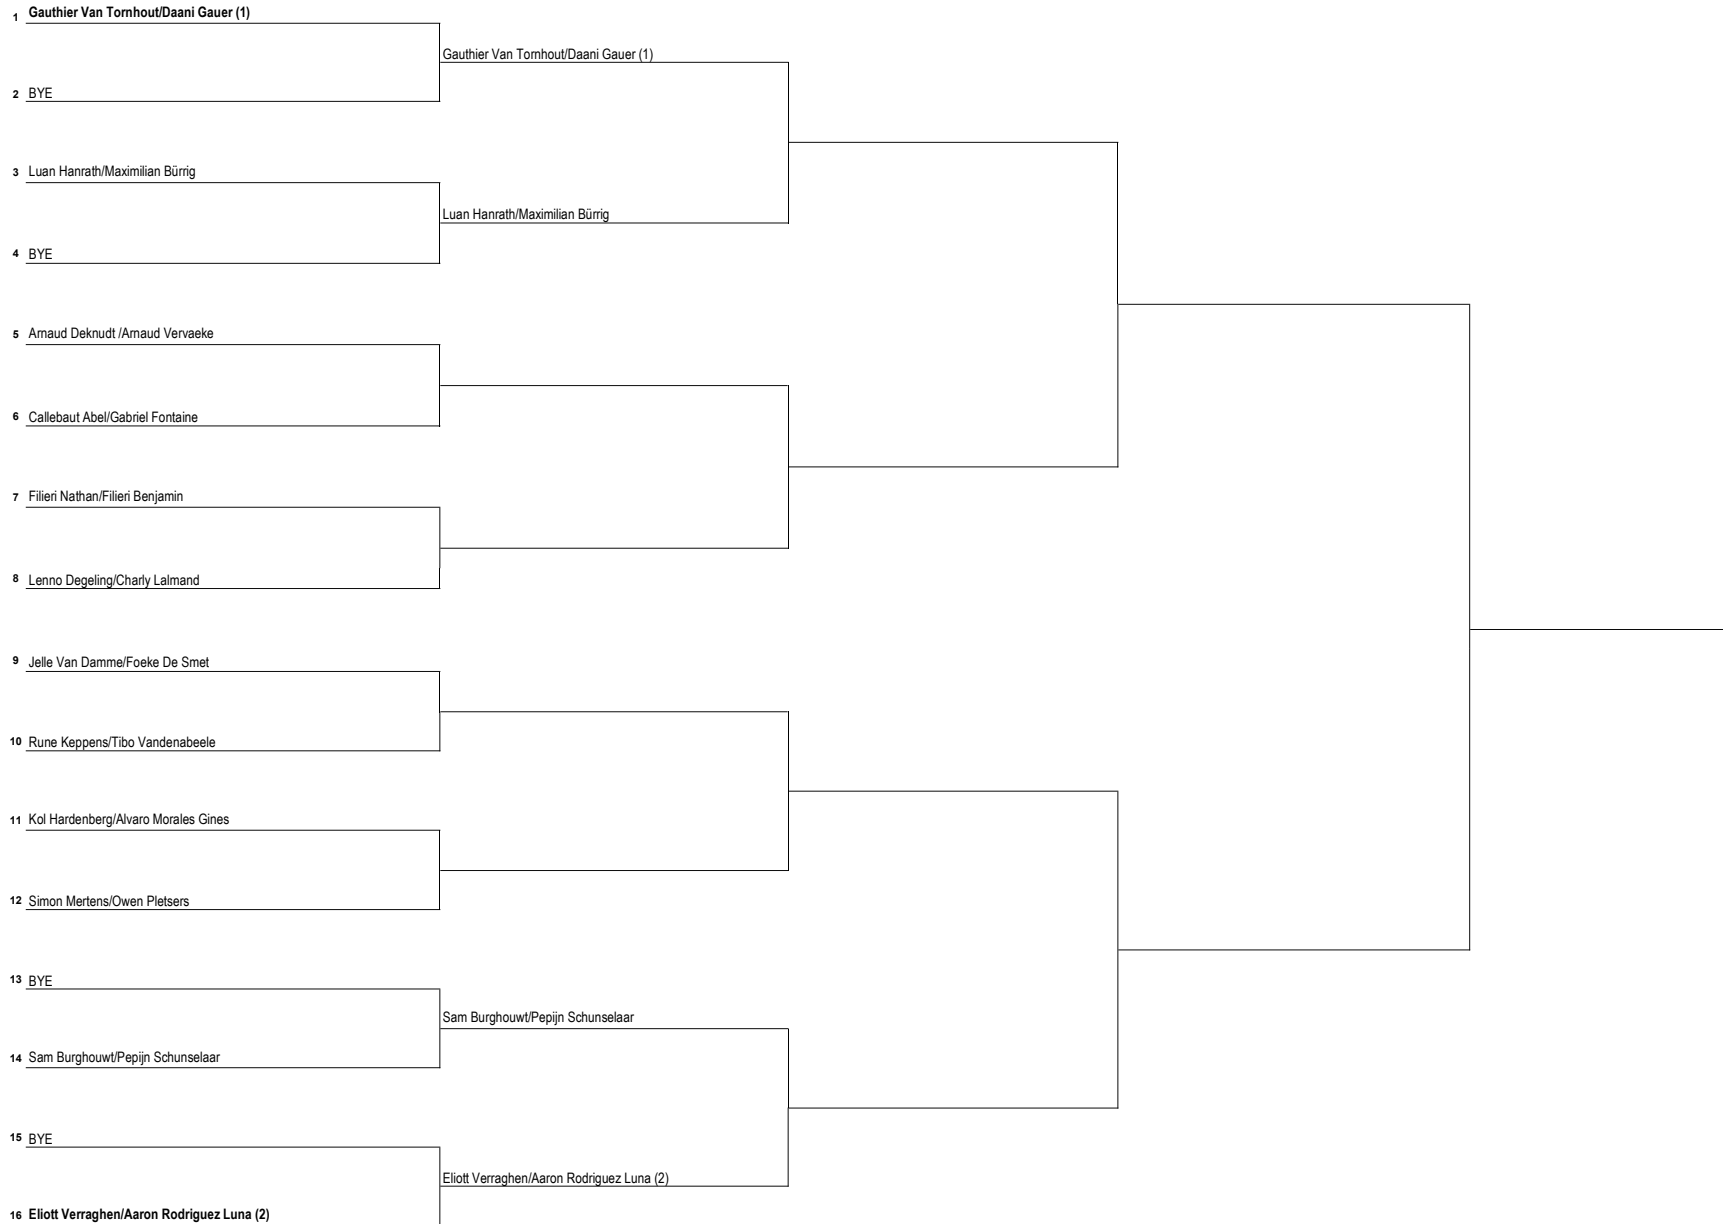 1 Gauthier Van Tornhout/Daani Gauer (1)
Gauthier Van Tornhout/Daani Gauer (1)
2 BYE
3 Luan Hanrath/Maximilian Bürrig
Luan Hanrath/Maximilian Bürrig
4 BYE
5 Arnaud Deknudt /Arnaud Vervaeke
6 Callebaut Abel/Gabriel Fontaine
7 Filieri Nathan/Filieri Benjamin
8 Lenno Degeling/Charly Lalmand
9 Jelle Van Damme/Foeke De Smet
10 Rune Keppens/Tibo Vandenabeele
11 Kol Hardenberg/Alvaro Morales Gines
12 Simon Mertens/Owen Pletsers
13 BYE
Sam Burghouwt/Pepijn Schunselaar
14 Sam Burghouwt/Pepijn Schunselaar
15 BYE
Eliott Verraghen/Aaron Rodriguez Luna (2)
16 Eliott Verraghen/Aaron Rodriguez Luna (2)